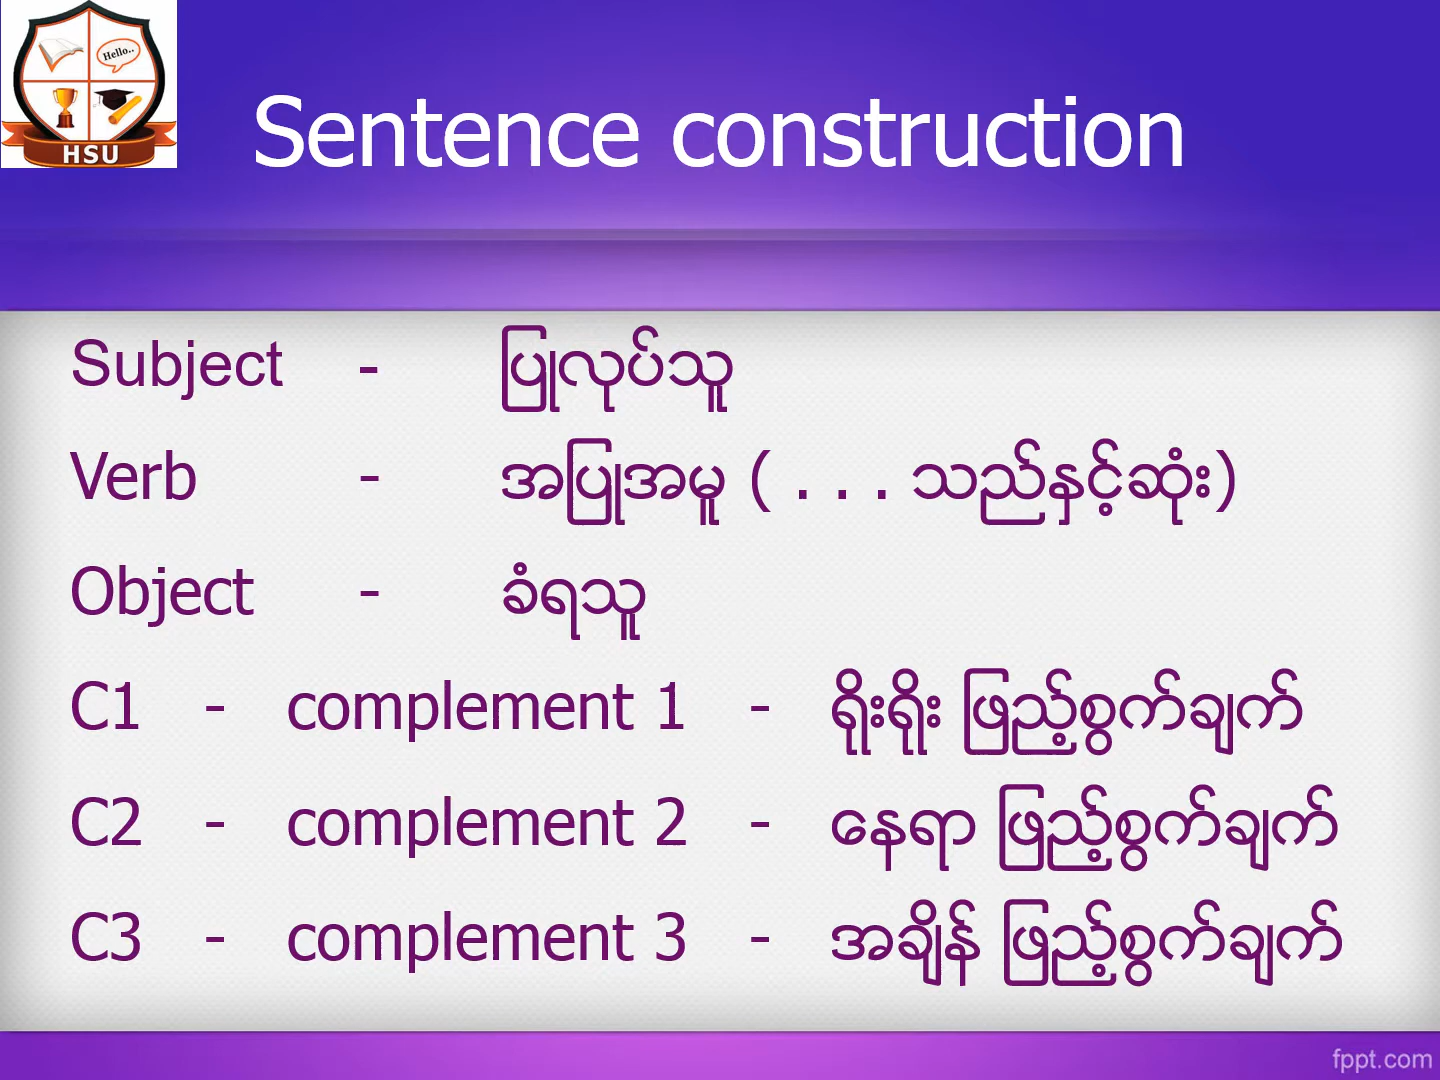 Hello..
HSU
Sentence construction
Subject - ပြုလုပ်သူ
Verb - အပြုအမူ ( . . . သည်နှင့်ဆုံး)
Object - ခံရသူ
C1 - complement 1 - ရိုးရိုး ဖြည့်စွက်ချက်
C2 - complement 2 - နေရာ ဖြည့်စွက်ချက်
C3 - complement 3 - အချိန် ဖြည့်စွက်ချက်
fppt.com